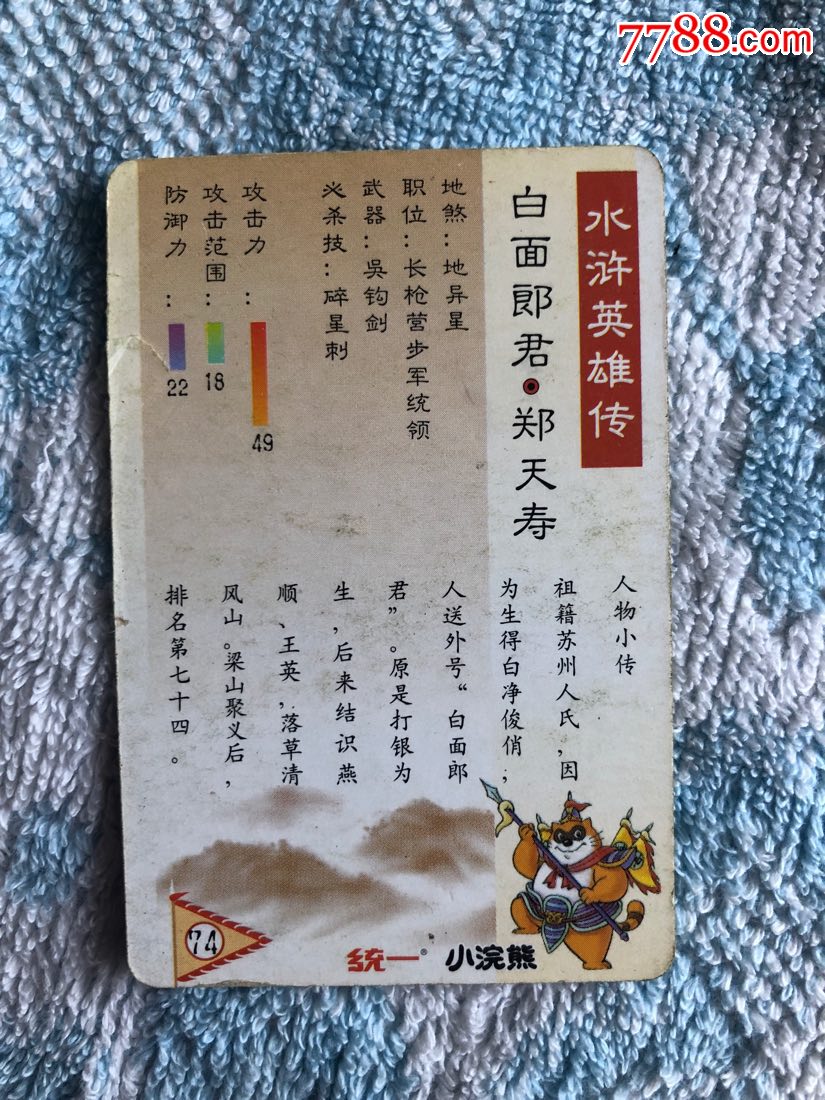 7788.com
水浒英雄传
白面郎君·郑天寿
地煞：地异星
职位：长枪营步军统领
武器：吴钩剑
必杀技：碎星刺
攻击力：49
攻击范围：18
防御力：22
人物小传
祖籍苏州人氏，因
为生得白净俊俏；
人送外号“白面郎
君”。原是打银为
生，后来结识燕
顺、王英，落草清
风山。梁山聚义后，
排名第七十四。
74
统一® 小浣熊